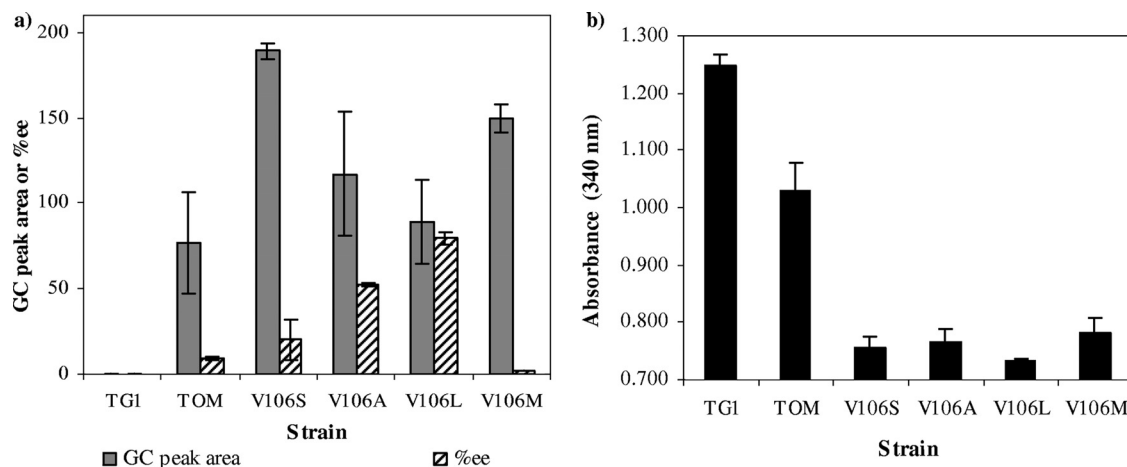 a)
GC peak area or %ee
200
150
100
50
0
TG1 TOM V106S V106A V106L V106M
Strain
GC peak area %ee
b)
Absorbance (340 nm)
1.300
1.200
1.100
1.000
0.900
0.800
0.700
TG1 TOM V106S V106A V106L V106M
Strain